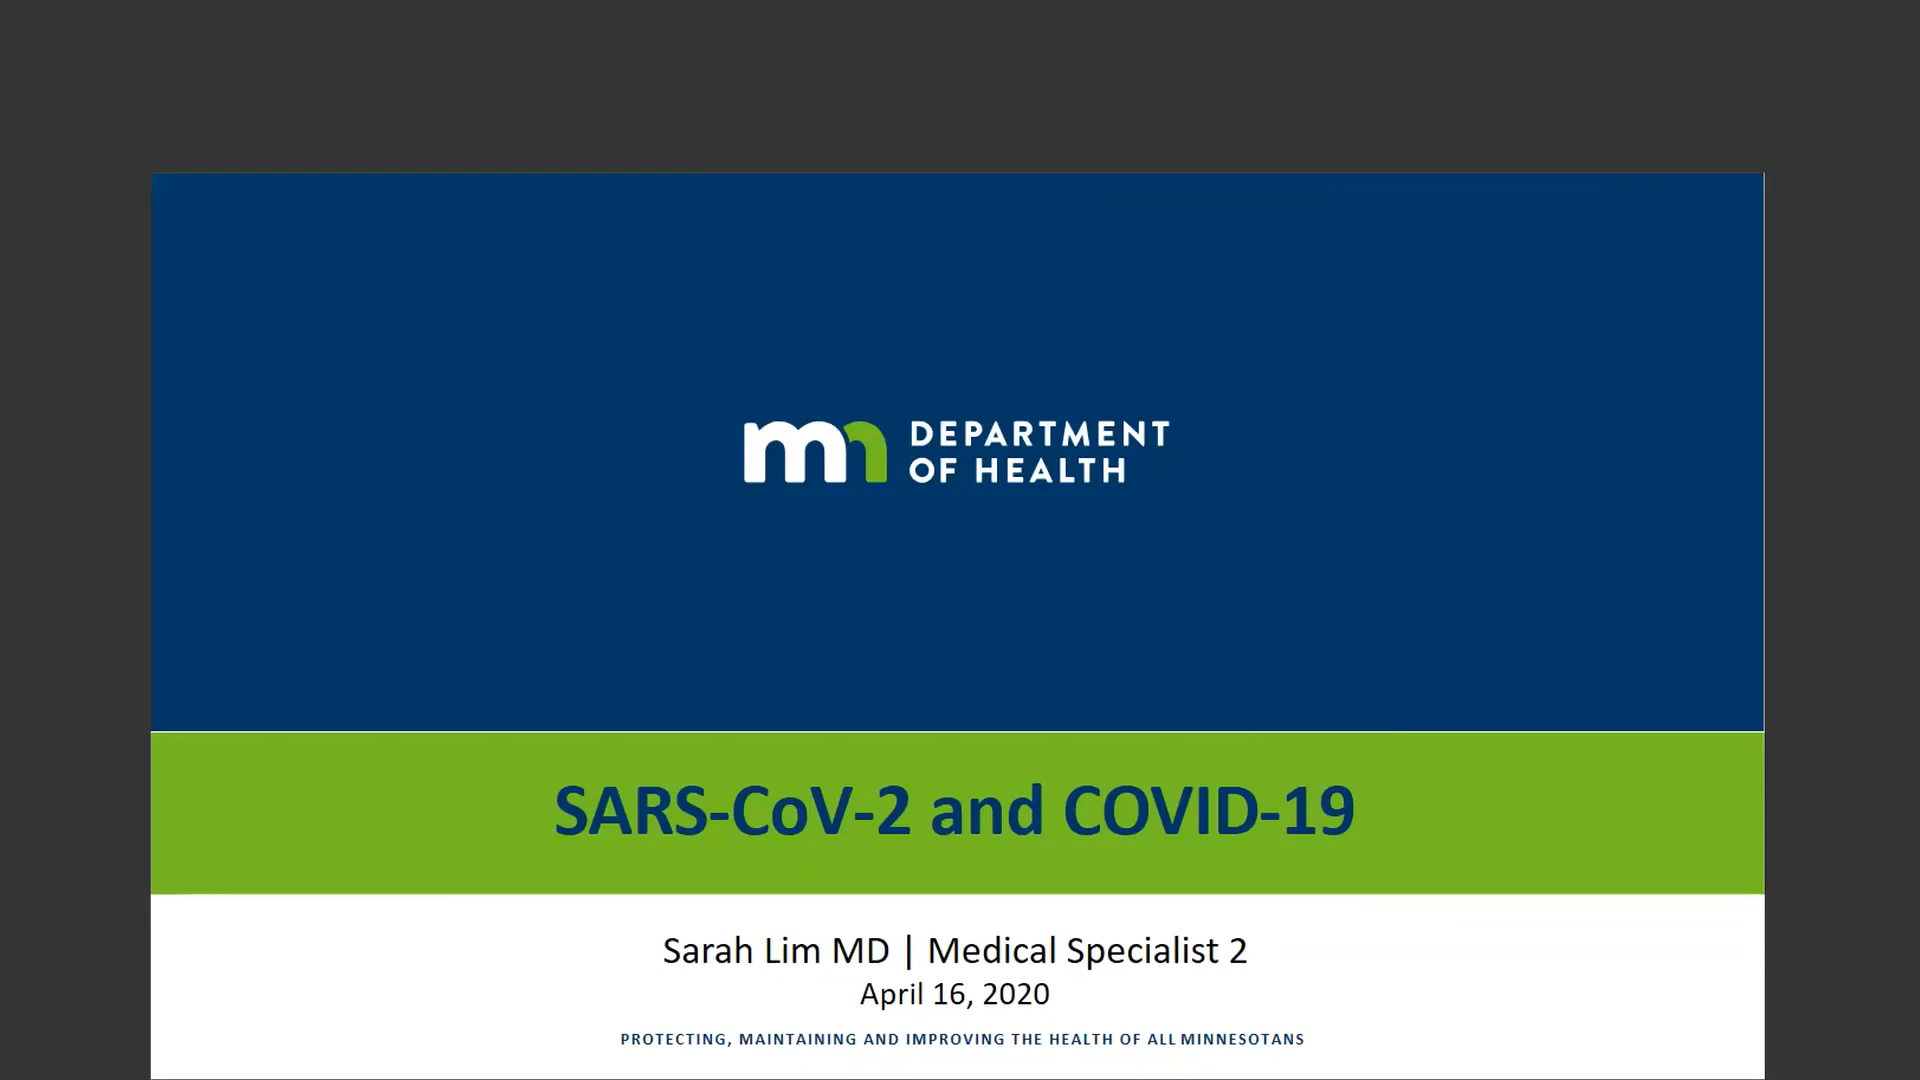 mn DEPARTMENT
OF HEALTH
SARS-CoV-2 and COVID-19
Sarah Lim MD | Medical Specialist 2
April 16, 2020
PROTECTING, MAINTAINING AND IMPROVING THE HEALTH OF ALL MINNESOTANS